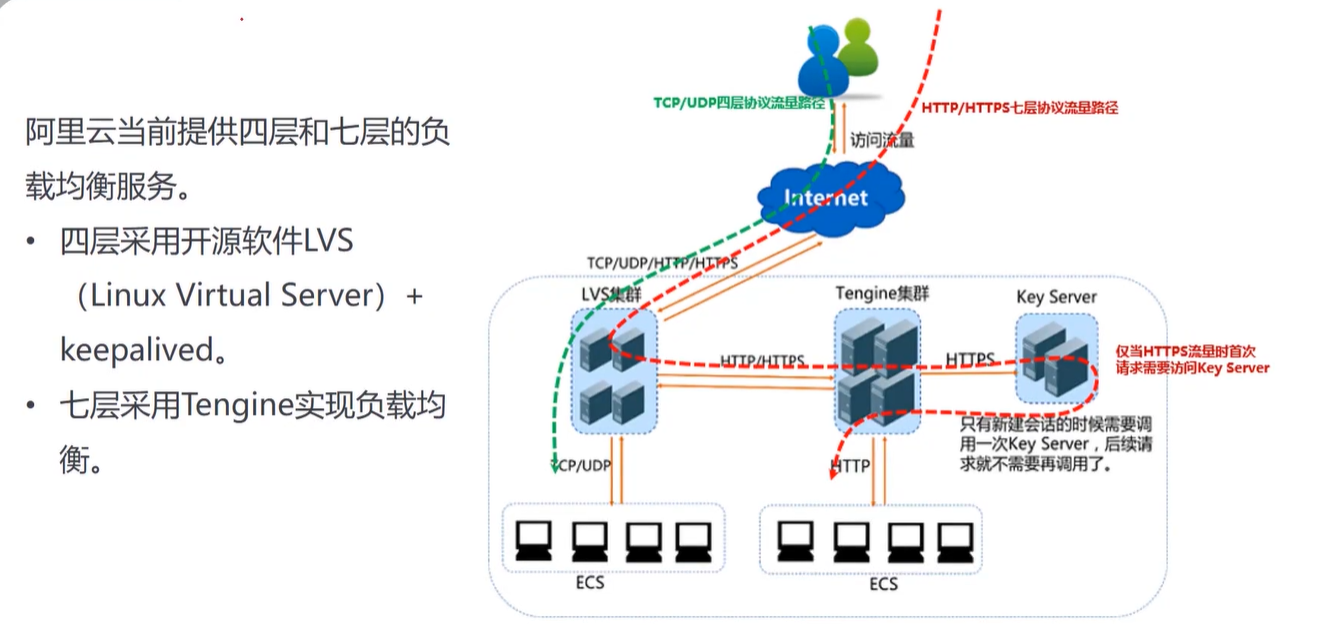 阿里云当前提供四层和七层的负
载均衡服务。
• 四层采用开源软件LVS
（Linux Virtual Server）+
keepalived。
• 七层采用Tengine实现负载均
衡。
TCP/UDP四层协议流量路径
HTTP/HTTPS七层协议流量路径
访问流量
Internet
TCP/UDP/HTTP/HTTPS
LVS集群
Tengine集群
Key Server
HTTP/HTTPS
HTTPS
仅当HTTPS流量时首次
请求需要访问Key Server
只有新建会话的时候需要调
用一次Key Server，后续请
求就不需要再调用了。
TCP/UDP
HTTP
ECS
ECS